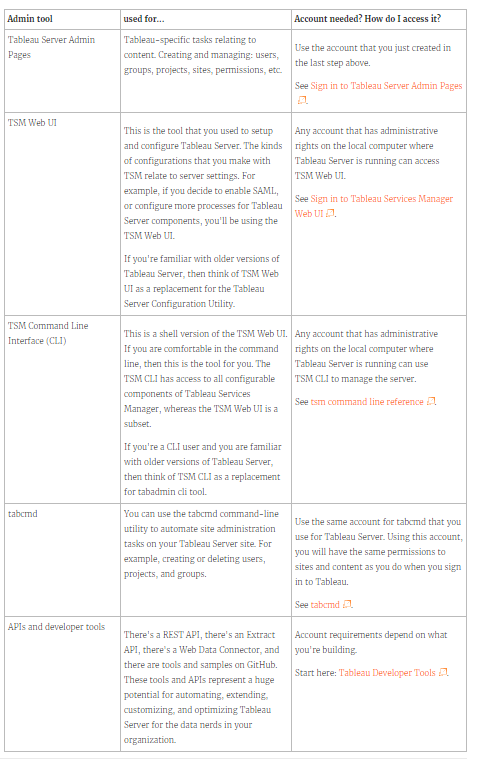 Admin tool
used for...
Account needed? How do I access it?
Tableau Server Admin
Pages
Tableau-specific tasks relating to
content. Creating and managing: users,
groups, projects, sites, permissions, etc.
Use the account that you just created in
the last step above.
See Sign in to Tableau Server Admin Pages
.
TSM Web UI
This is the tool that you used to setup
and configure Tableau Server. The kinds
of configurations that you make with
TSM relate to server settings. For
example, if you decide to enable SAML,
or configure more processes for Tableau
Server components, you'll be using the
TSM Web UI.
If you're familiar with older versions of
Tableau Server, then think of TSM Web
UI as a replacement for the Tableau
Server Configuration Utility.
Any account that has administrative
rights on the local computer where
Tableau Server is running can access
TSM Web UI.
See Sign in to Tableau Services Manager
Web UI .
TSM Command Line
Interface (CLI)
This is a shell version of the TSM Web UI.
If you are comfortable in the command
line, then this is the tool for you. The
TSM CLI has access to all configurable
components of Tableau Services
Manager, whereas the TSM Web UI is a
subset.
If you're a CLI user and you are familiar
with older versions of Tableau Server,
then think of TSM CLI as a replacement
for tabadmin cli tool.
Any account that has administrative
rights on the local computer where
Tableau Server is running can use
TSM CLI to manage the server.
See tsm command line reference .
tabcmd
You can use the tabcmd command-line
utility to automate site administration
tasks on your Tableau Server site. For
example, creating or deleting users,
projects, and groups.
Use the same account for tabcmd that you
use for Tableau Server. Using this account,
you will have the same permissions to
sites and content as you do when you sign
in to Tableau.
See tabcmd .
APIs and developer tools
There's a REST API, there's an Extract
API, there's a Web Data Connector, and
there are tools and samples on GitHub.
These tools and APIs represent a huge
potential for automating, extending,
customizing, and optimizing Tableau
Server for the data nerds in your
organization.
Account requirements depend on what
you're building.
Start here: Tableau Developer Tools .